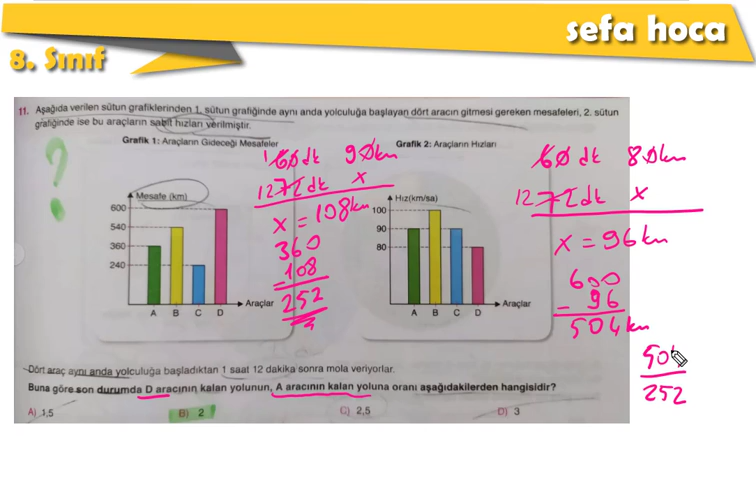 sefa hoca
8. Sınıf
11. Aşağıda verilen sütun grafiklerinden 1. sütun grafiğinde aynı anda yolculuğa başlayan dört aracın gitmesi gereken mesafeleri, 2. sütun
grafiğinde ise bu araçların sabit hızları verilmiştir.
Grafik 1: Araçların Gideceği Mesafeler
Mesafe (km)
600
540
360
240
A B C D
Araçlar
60 dk 90 km
1272 dk x
x = 108 km
360
- 108
252
Grafik 2: Araçların Hızları
Hız(km/sa)
100
90
80
A B C D
Araçlar
60 dk 80 km
1272 dk x
x = 96 km
600
- 96
504 km
504
252
Dört araç aynı anda yolculuğa başladıktan 1 saat 12 dakika sonra mola veriyorlar.
Buna göre son durumda D aracının kalan yolunun, A aracının kalan yoluna oranı aşağıdakilerden hangisidir?
A) 1,5 B) 2 C) 2,5 D) 3